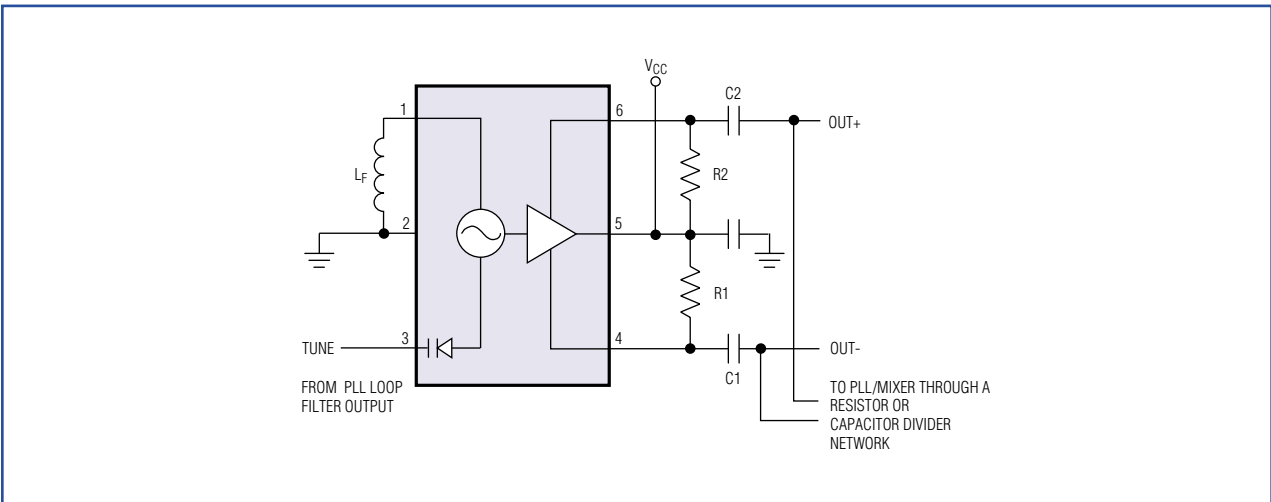 VCC
C2
1
6
OUT+
LF
R2
2
5
R1
TUNE
3
4
OUT-
C1
FROM PLL LOOP
FILTER OUTPUT
TO PLL/MIXER THROUGH A
RESISTOR OR
CAPACITOR DIVIDER
NETWORK